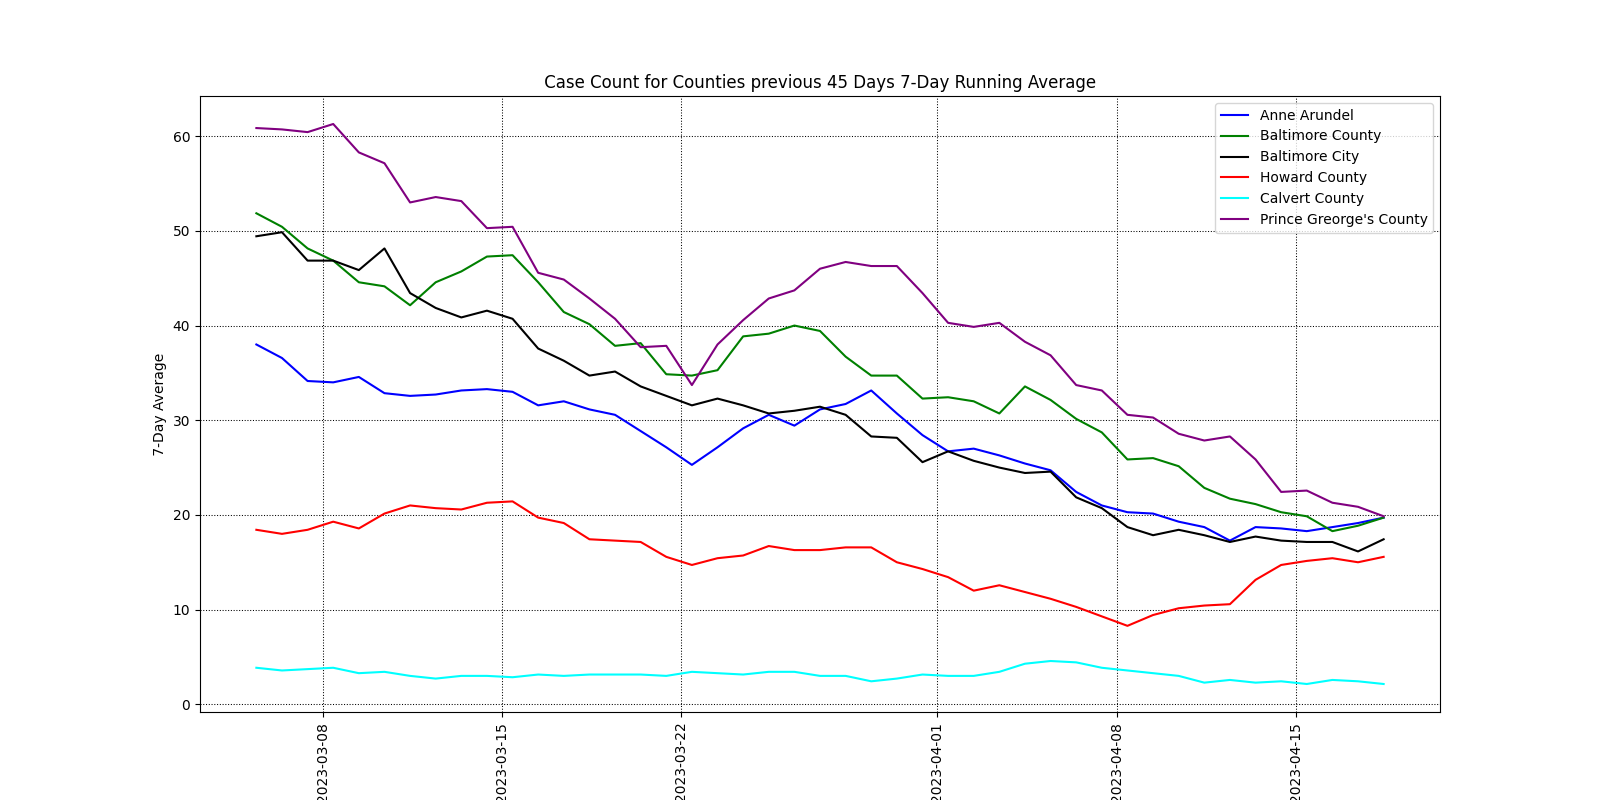 Case Count for Counties previous 45 Days 7-Day Running Average
Anne Arundel
Baltimore County
Baltimore City
Howard County
Calvert County
Prince Greorge's County
7-Day Average
60
50
40
30
20
10
0
2023-03-08
2023-03-15
2023-03-22
2023-04-01
2023-04-08
2023-04-15